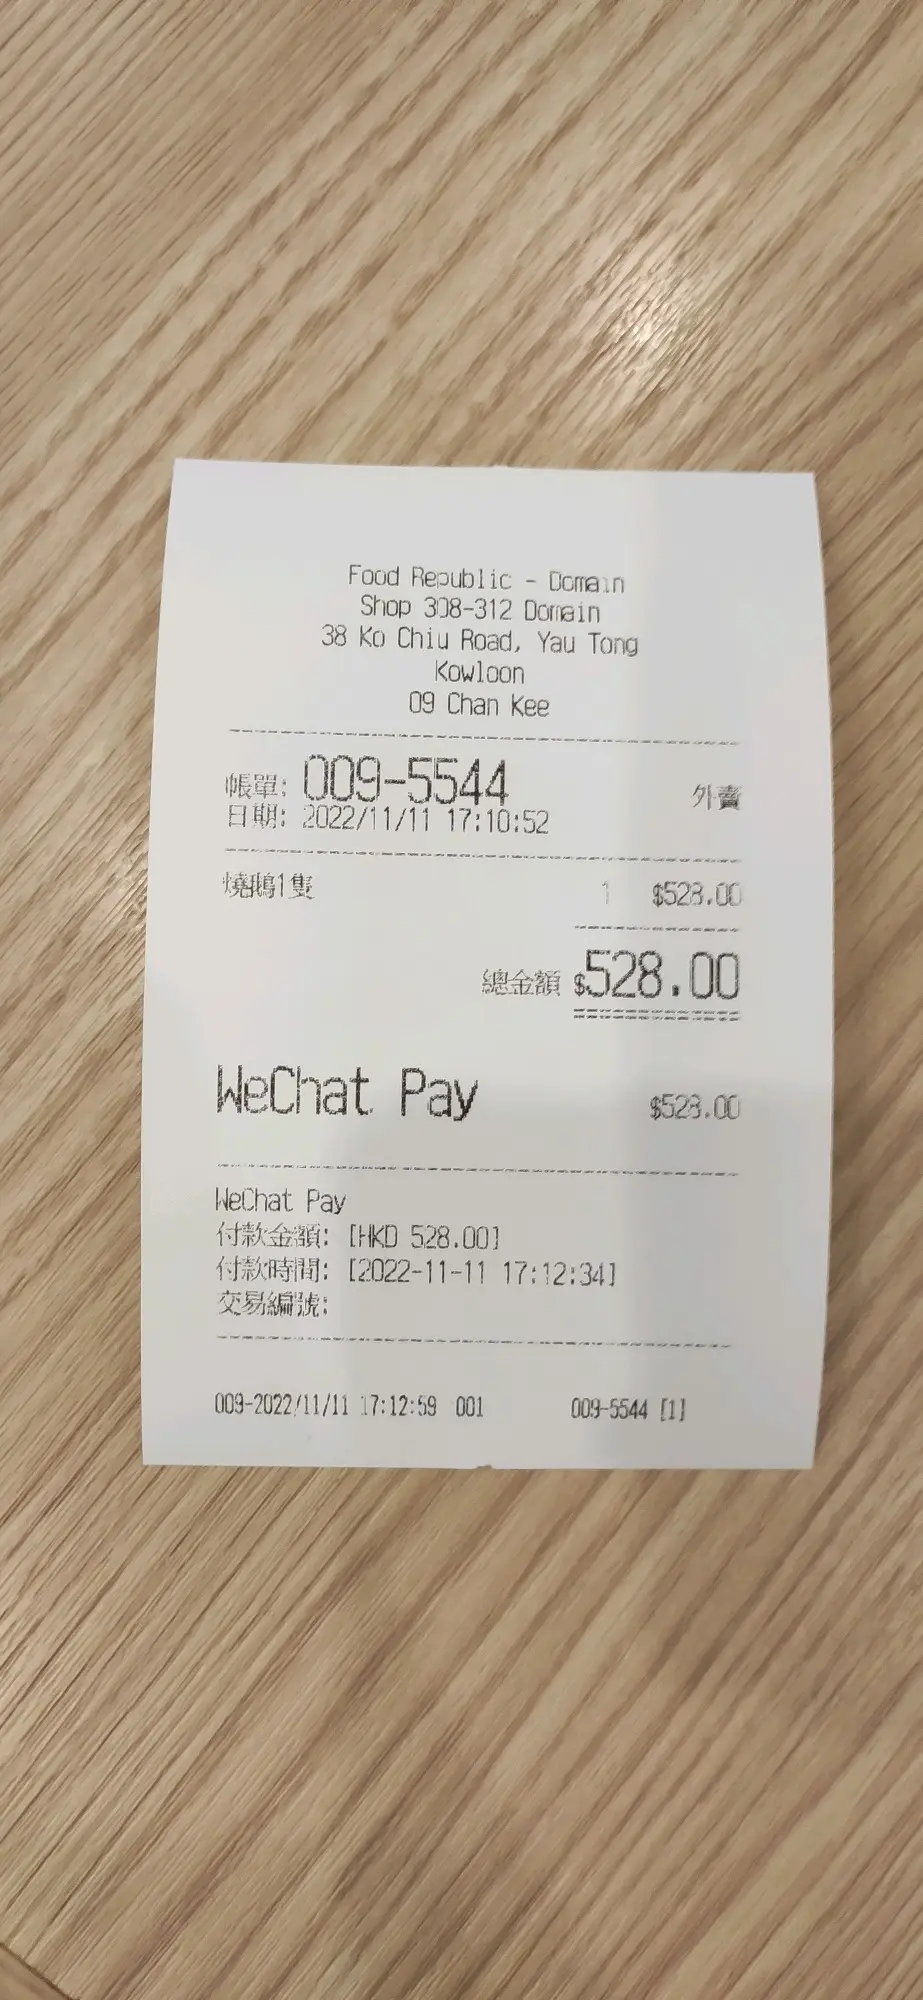 Food Republic - Domain
Shop 308-312 Domain
38 Ko Chiu Road, Yau Tong
Kowloon
09 Chan Kee
帳單: 009-5544 外賣
日期: 2022/11/11 17:10:52
燒鵝1隻 1 $528.00
總金額 $528.00
WeChat Pay $528.00
WeChat Pay
付款金額: [HKD 528.00]
付款時間: [2022-11-11 17:12:34]
交易編號:
009-2022/11/11 17:12:59 001 009-5544 [1]